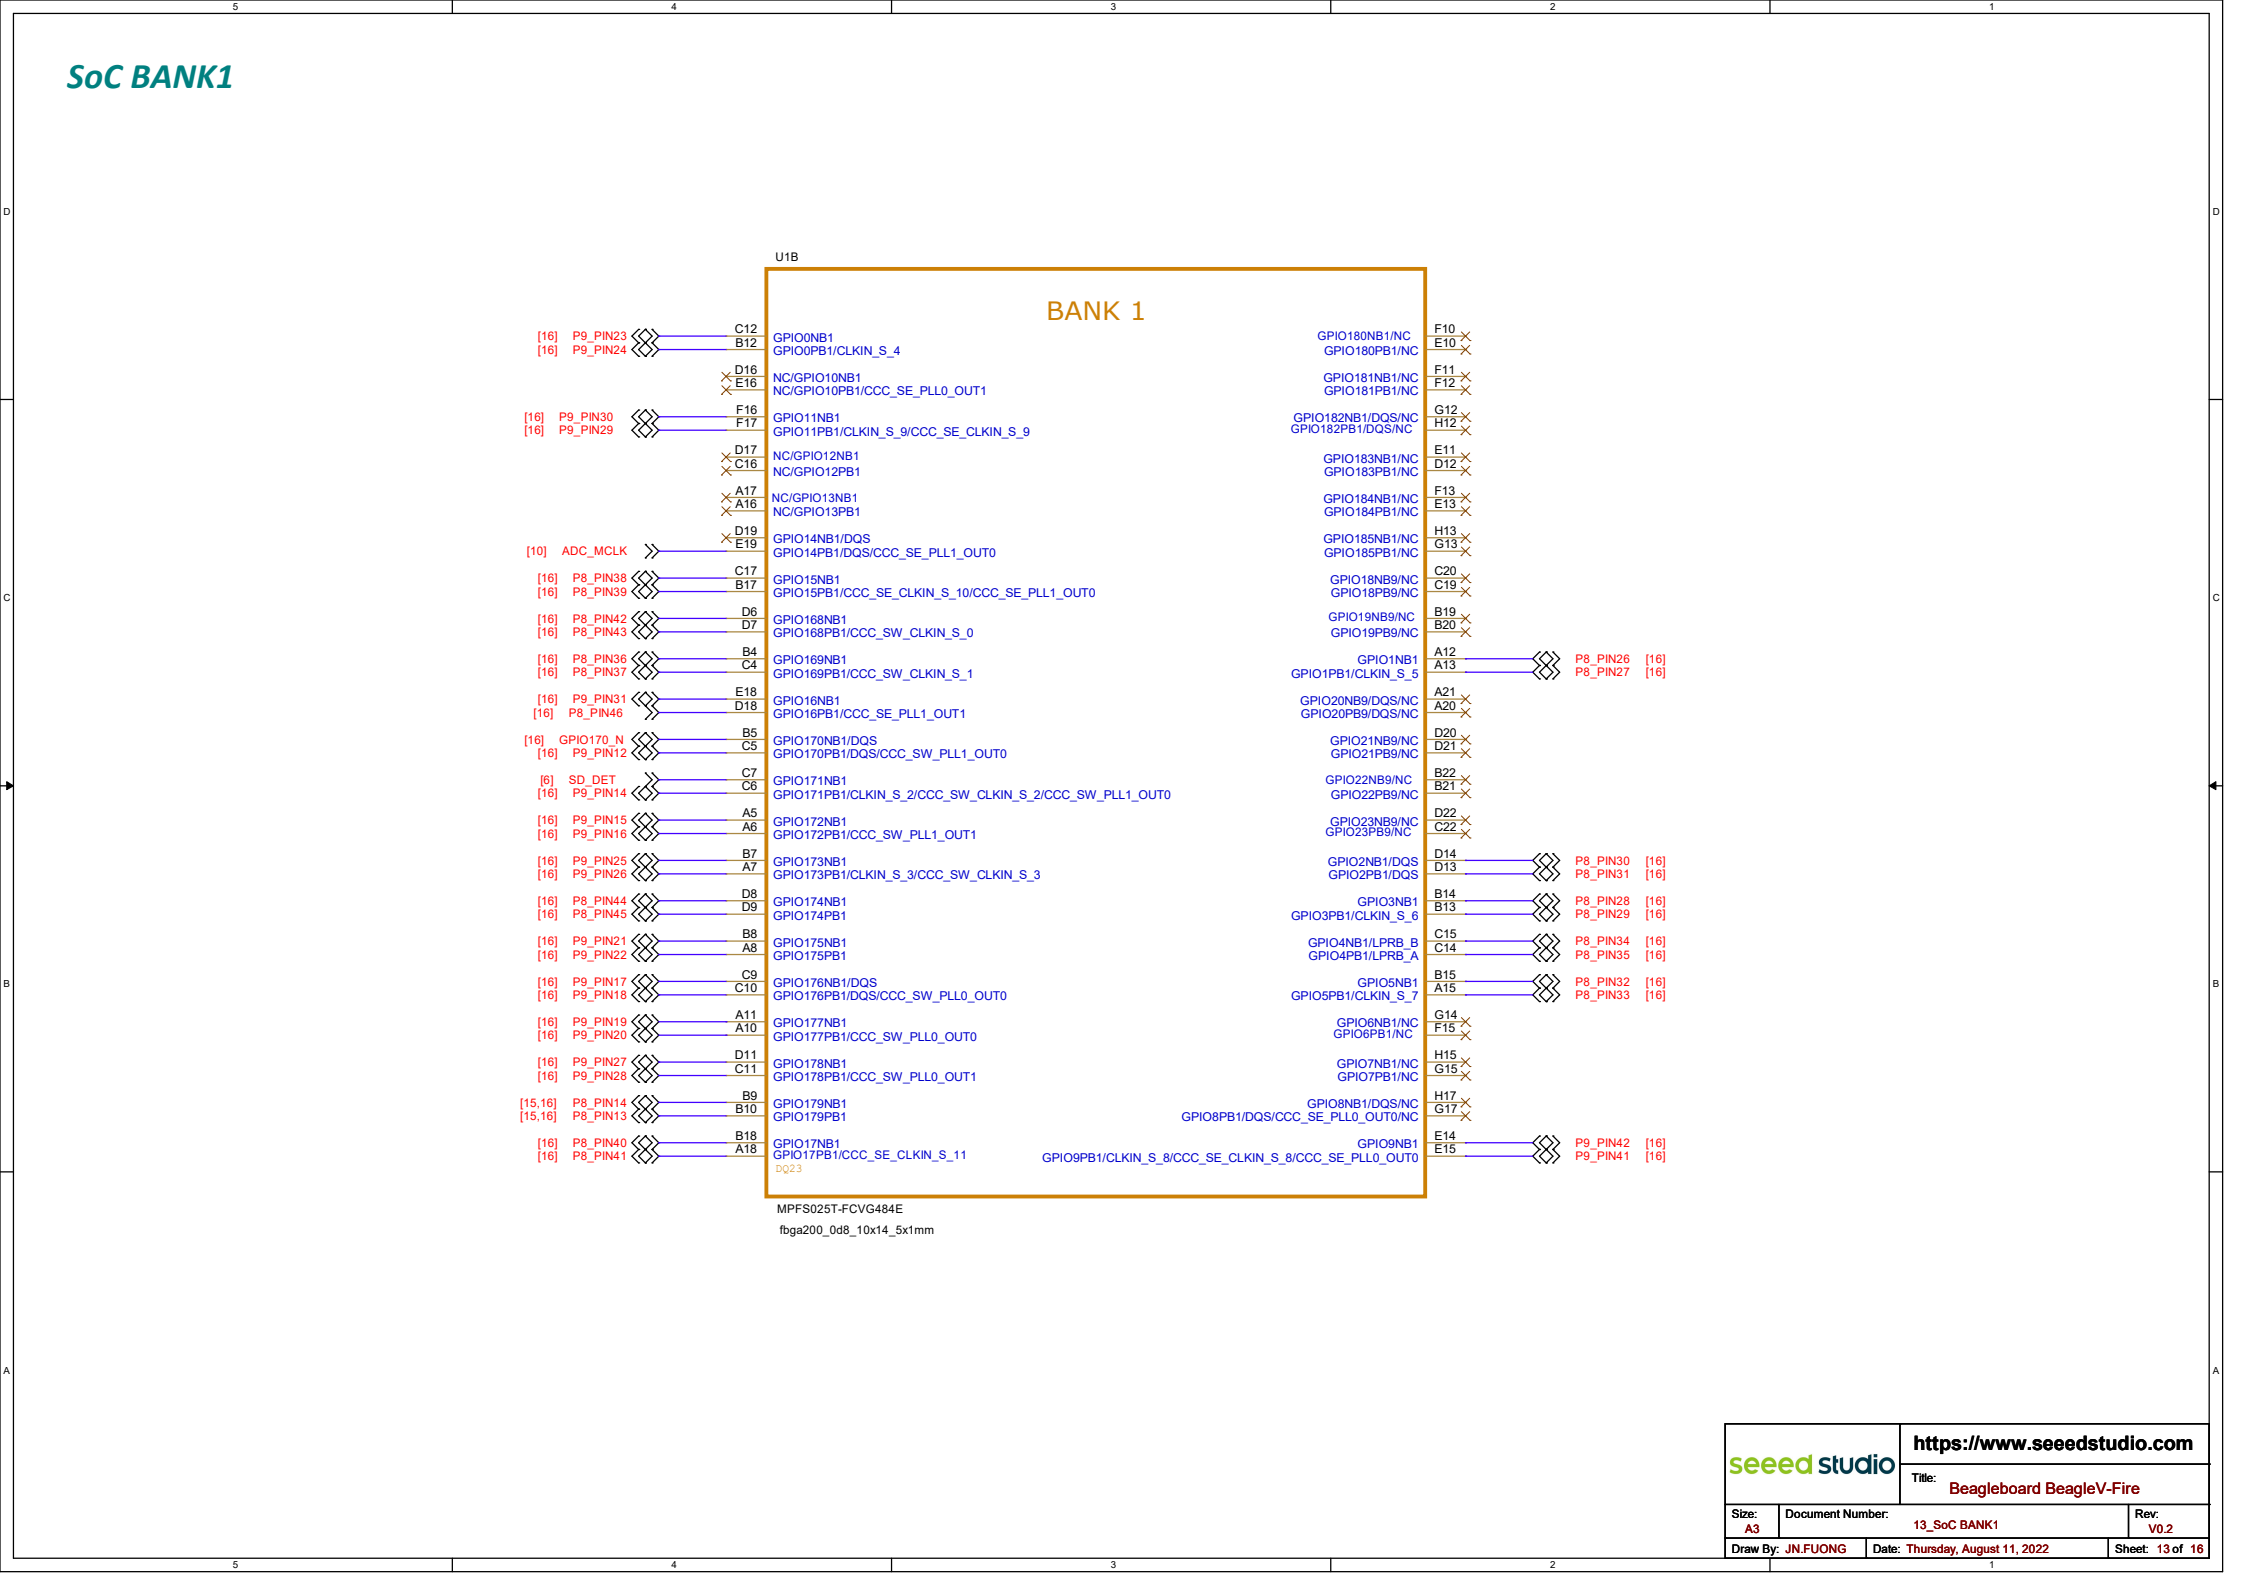 5 4 3 2 1
SoC BANK1
D D
U1B
BANK 1
[16] P9_PIN23 C12 GPIO0NB1 GPIO180NB1/NC F10
[16] P9_PIN24 B12 GPIO0PB1/CLKIN_S_4 GPIO180PB1/NC E10
D16 NC/GPIO10NB1 GPIO181NB1/NC F11
E16 NC/GPIO10PB1/CCC_SE_PLL0_OUT1 GPIO181PB1/NC F12
[16] P9_PIN30 F16 GPIO11NB1 GPIO182NB1/DQS/NC G12
[16] P9_PIN29 F17 GPIO11PB1/CLKIN_S_9/CCC_SE_CLKIN_S_9 GPIO182PB1/DQS/NC H12
D17 NC/GPIO12NB1 GPIO183NB1/NC E11
C16 NC/GPIO12PB1 GPIO183PB1/NC D12
A17 NC/GPIO13NB1 GPIO184NB1/NC F13
A16 NC/GPIO13PB1 GPIO184PB1/NC E13
D19 GPIO14NB1/DQS GPIO185NB1/NC H13
[10] ADC_MCLK E19 GPIO14PB1/DQS/CCC_SE_PLL1_OUT0 GPIO185PB1/NC G13
[16] P8_PIN38 C17 GPIO15NB1 GPIO18NB9/NC C20
[16] P8_PIN39 B17 GPIO15PB1/CCC_SE_CLKIN_S_10/CCC_SE_PLL1_OUT0 GPIO18PB9/NC C19
C C
[16] P8_PIN42 D6 GPIO168NB1 GPIO19NB9/NC B19
[16] P8_PIN43 D7 GPIO168PB1/CCC_SW_CLKIN_S_0 GPIO19PB9/NC B20
[16] P8_PIN36 B4 GPIO169NB1 GPIO1NB1 A12 P8_PIN26 [16]
[16] P8_PIN37 C4 GPIO169PB1/CCC_SW_CLKIN_S_1 GPIO1PB1/CLKIN_S_5 A13 P8_PIN27 [16]
[16] P9_PIN31 E18 GPIO16NB1 GPIO20NB9/DQS/NC A21
[16] P8_PIN46 D18 GPIO16PB1/CCC_SE_PLL1_OUT1 GPIO20PB9/DQS/NC A20
[16] GPIO170_N B5 GPIO170NB1/DQS GPIO21NB9/NC D20
[16] P9_PIN12 C5 GPIO170PB1/DQS/CCC_SW_PLL1_OUT0 GPIO21PB9/NC D21
[6] SD_DET C7 GPIO171NB1 GPIO22NB9/NC B22
[16] P9_PIN14 C6 GPIO171PB1/CLKIN_S_2/CCC_SW_CLKIN_S_2/CCC_SW_PLL1_OUT0 GPIO22PB9/NC B21
[16] P9_PIN15 A5 GPIO172NB1 GPIO23NB9/NC D22
[16] P9_PIN16 A6 GPIO172PB1/CCC_SW_PLL1_OUT1 GPIO23PB9/NC C22
[16] P9_PIN25 B7 GPIO173NB1 GPIO2NB1/DQS D14 P8_PIN30 [16]
[16] P9_PIN26 A7 GPIO173PB1/CLKIN_S_3/CCC_SW_CLKIN_S_3 GPIO2PB1/DQS D13 P8_PIN31 [16]
[16] P8_PIN44 D8 GPIO174NB1 GPIO3NB1 B14 P8_PIN28 [16]
[16] P8_PIN45 D9 GPIO174PB1 GPIO3PB1/CLKIN_S_6 B13 P8_PIN29 [16]
[16] P9_PIN21 B8 GPIO175NB1 GPIO4NB1/LPRB_B C15 P8_PIN34 [16]
[16] P9_PIN22 A8 GPIO175PB1 GPIO4PB1/LPRB_A C14 P8_PIN35 [16]
[16] P9_PIN17 C9 GPIO176NB1/DQS GPIO5NB1 B15 P8_PIN32 [16]
B B
[16] P9_PIN18 C10 GPIO176PB1/DQS/CCC_SW_PLL0_OUT0 GPIO5PB1/CLKIN_S_7 A15 P8_PIN33 [16]
[16] P9_PIN19 A11 GPIO177NB1 GPIO6NB1/NC G14
[16] P9_PIN20 A10 GPIO177PB1/CCC_SW_PLL0_OUT0 GPIO6PB1/NC F15
[16] P9_PIN27 D11 GPIO178NB1 GPIO7NB1/NC H15
[16] P9_PIN28 C11 GPIO178PB1/CCC_SW_PLL0_OUT1 GPIO7PB1/NC G15
[15,16] P8_PIN14 B9 GPIO179NB1 GPIO8NB1/DQS/NC H17
[15,16] P8_PIN13 B10 GPIO179PB1 GPIO8PB1/DQS/CCC_SE_PLL0_OUT0/NC G17
[16] P8_PIN40 B18 GPIO17NB1 GPIO9NB1 E14 P9_PIN42 [16]
[16] P8_PIN41 A18 GPIO17PB1/CCC_SE_CLKIN_S_11 GPIO9PB1/CLKIN_S_8/CCC_SE_CLKIN_S_8/CCC_SE_PLL0_OUT0 E15 P9_PIN41 [16]
DQ23
MPFS025T-FCVG484E
fbga200_0d8_10x14_5x1mm
A A
seeed studio
https://www.seeedstudio.com
Title: Beagleboard BeagleV-Fire
Size: A3
Document Number: 13_SoC BANK1
Rev: V0.2
Draw By: JN.FUONG Date: Thursday, August 11, 2022 Sheet: 13 of 16
5 4 3 2 1